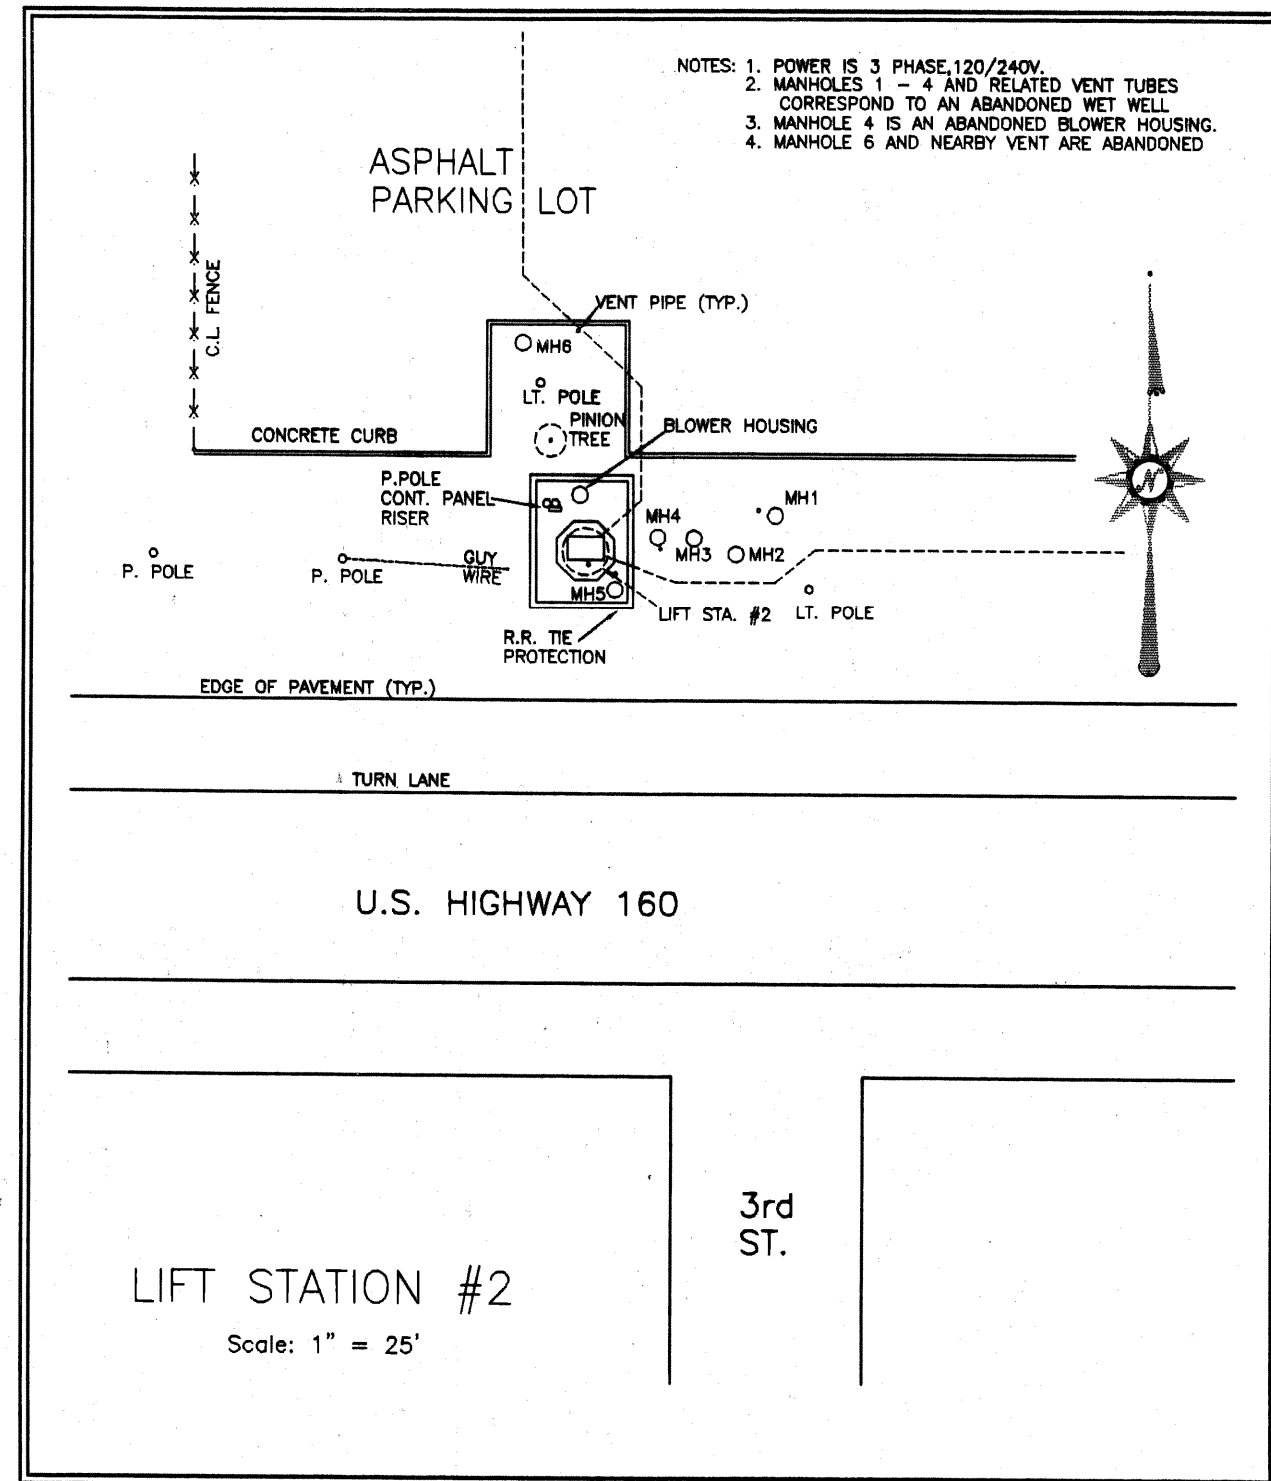 NOTES: 1. POWER IS 3 PHASE,120/240V.
2. MANHOLES 1 - 4 AND RELATED VENT TUBES
CORRESPOND TO AN ABANDONED WET WELL
3. MANHOLE 4 IS AN ABANDONED BLOWER HOUSING.
4. MANHOLE 6 AND NEARBY VENT ARE ABANDONED
ASPHALT
PARKING LOT
C.L FENCE
VENT PIPE (TYP.)
MH6
LT. POLE
PINION
TREE
BLOWER HOUSING
CONCRETE CURB
P.POLE
CONT. PANEL
RISER
MH1
MH4
MH3
MH2
P. POLE
P. POLE
GUY
WIRE
MH5
LIFT STA. #2
LT. POLE
R.R. TIE
PROTECTION
N
EDGE OF PAVEMENT (TYP.)
TURN LANE
U.S. HIGHWAY 160
3rd
ST.
LIFT STATION #2
Scale: 1" = 25'